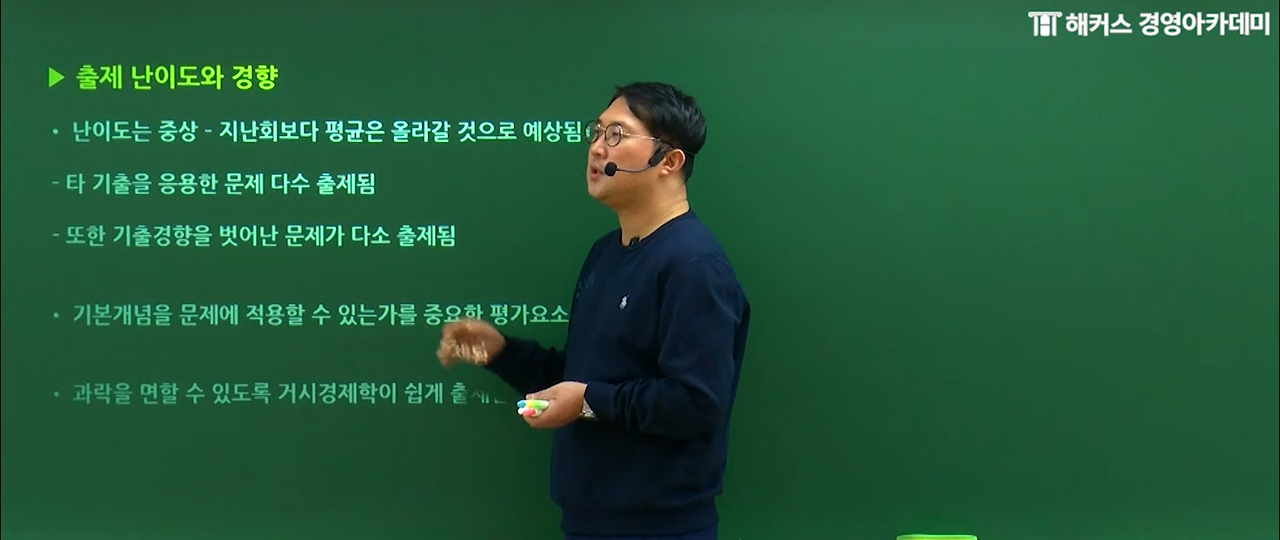 해커스 경영아카데미
▶ 출제 난이도와 경향
• 난이도는 중상 - 지난회보다 평균은 올라갈 것으로 예상됨
- 타 기출을 응용한 문제 다수 출제됨
- 또한 기출경향을 벗어난 문제가 다소 출제됨
• 기본개념을 문제에 적용할 수 있는가를 중요한 평가요소
• 과락을 면할 수 있도록 거시경제학이 쉽게